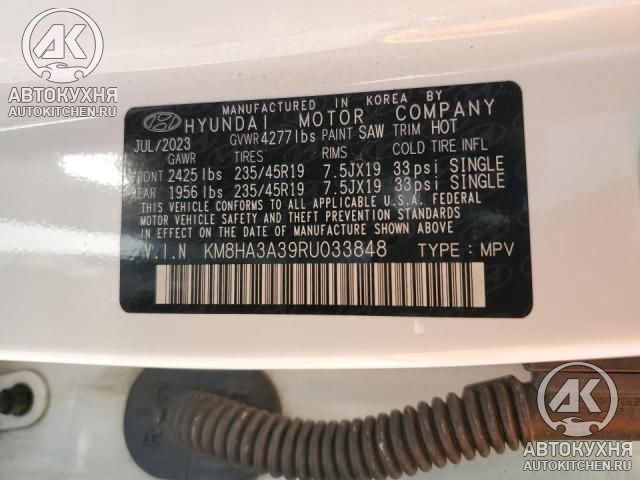 AK
АВТОКУХНЯ
AUTOKITCHEN.RU
MANUFACTURED IN KOREA BY
HYUNDAI MOTOR COMPANY
JUL/2023 GVWR 4277lbs PAINT SAW TRIM HOT
GAWR TIRES RIMS COLD TIRE INFL
FRONT 2425lbs 235/45R19 7.5JX19 33psi SINGLE
REAR 1956lbs 235/45R19 7.5JX19 33psi SINGLE
THIS VEHICLE CONFORMS TO ALL APPLICABLE U.S.A. FEDERAL
MOTOR VEHICLE SAFETY AND THEFT PREVENTION STANDARDS
IN EFFECT ON THE DATE OF MANUFACTURE SHOWN ABOVE
V.I.N KM8HA3A39RU033848 TYPE : MPV
AK
АВТОКУХНЯ
AUTOKITCHEN.RU